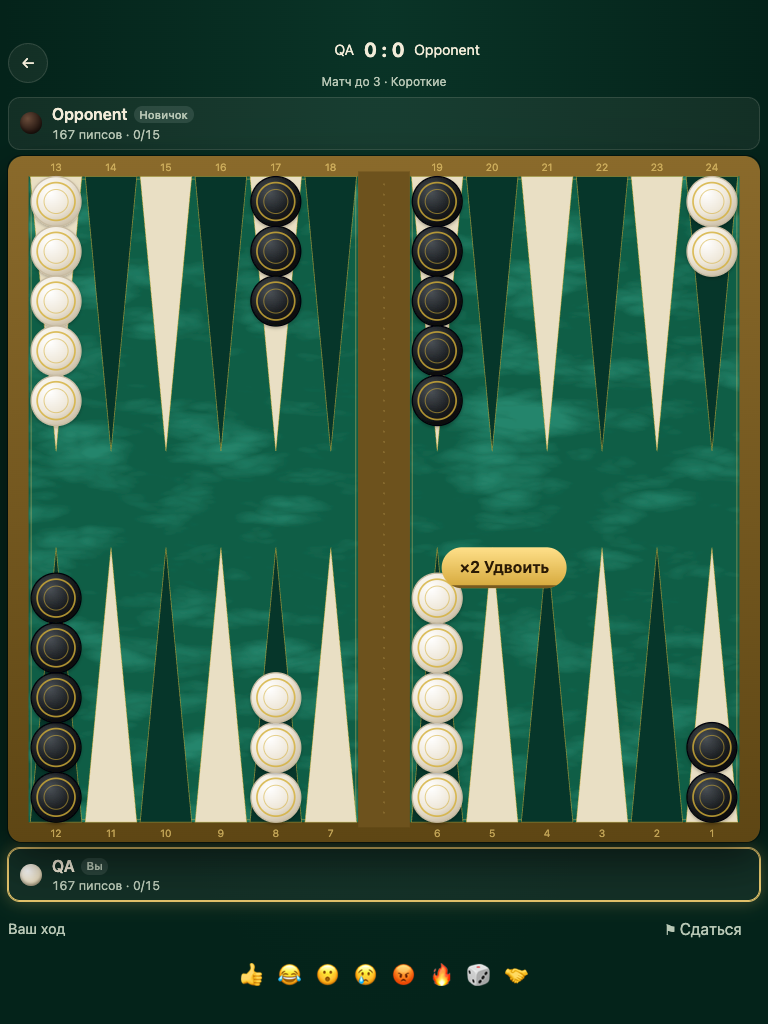 QA 0 : 0 Opponent
Матч до 3 · Короткие
Opponent Новичок
167 пипсов · 0/15
13 14 15 16 17 18 19 20 21 22 23 24
×2 Удвоить
12 11 10 9 8 7 6 5 4 3 2 1
QA Вы
167 пипсов · 0/15
Ваш ход
Сдаться